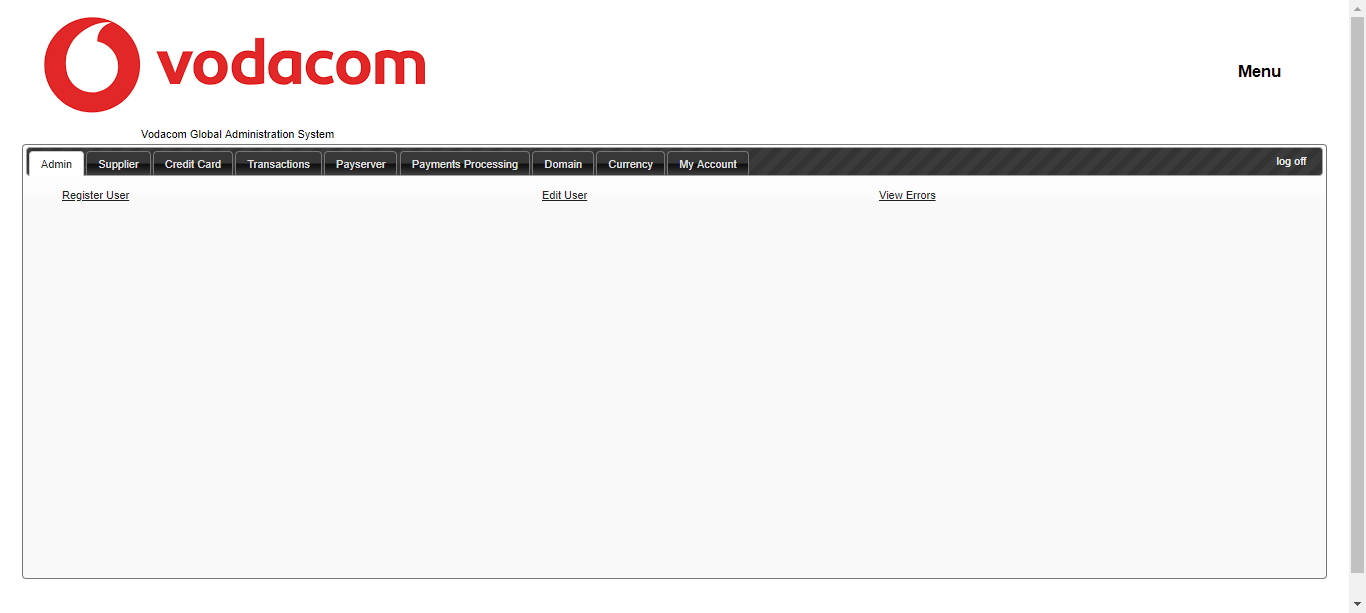 vodacom
Menu
Vodacom Global Administration System
Admin Supplier Credit Card Transactions Payserver Payments Processing Domain Currency My Account log off
Register User Edit User View Errors